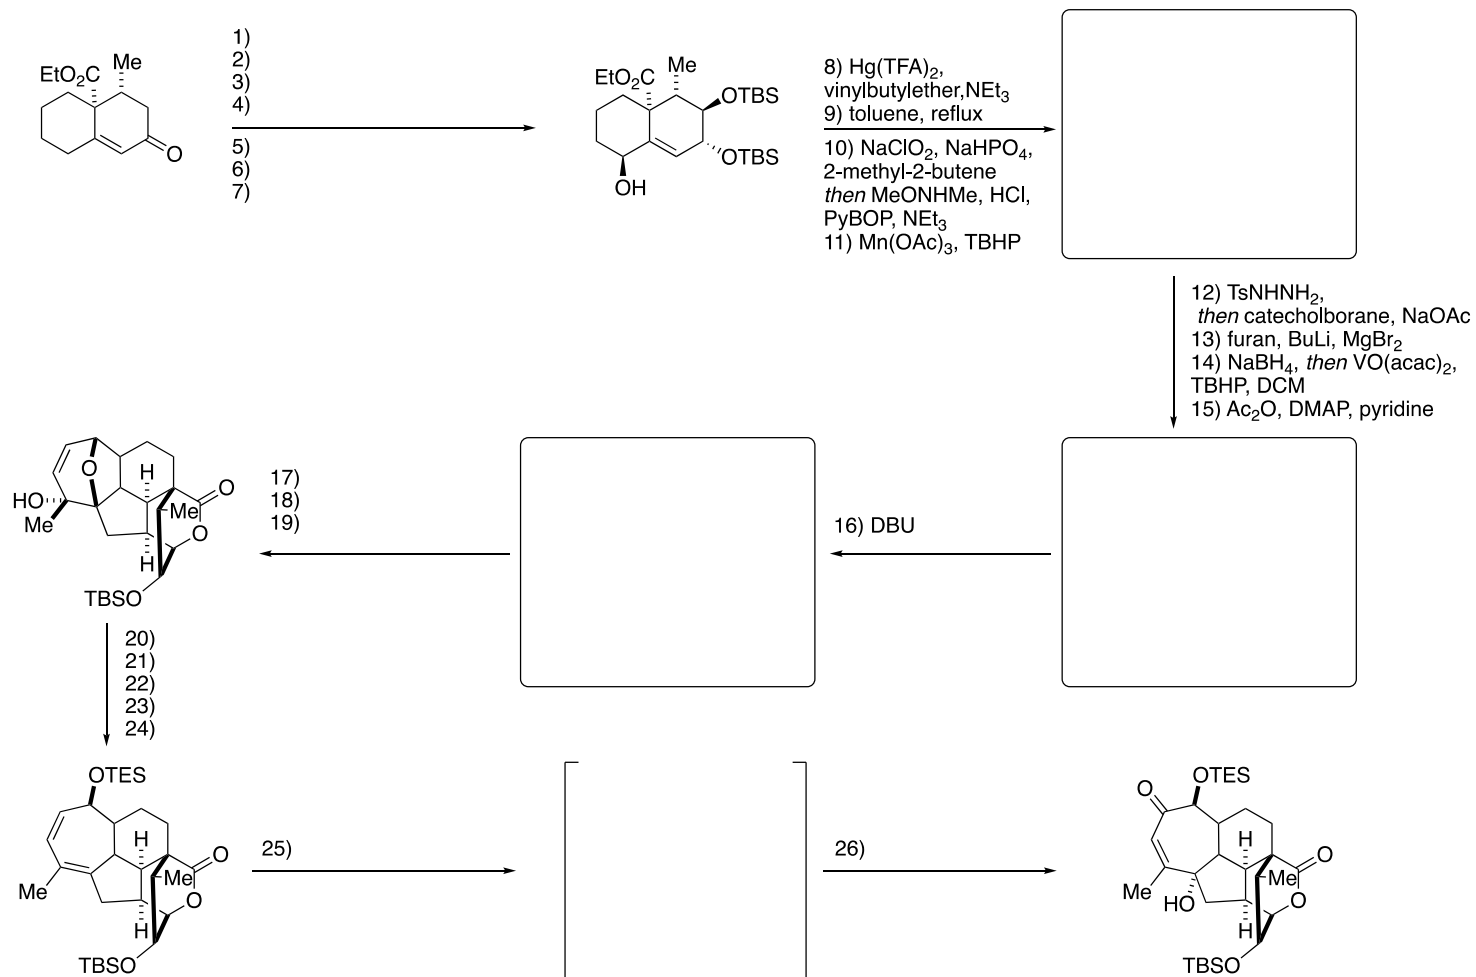 EtO2C
Me
O
1)
2)
3)
4)
5)
6)
7)
EtO2C
Me
OTBS
OTBS
OH
8) Hg(TFA)2,
vinylbutylether,NEt3
9) toluene, reflux
10) NaClO2, NaHPO4,
2-methyl-2-butene
then MeONHMe, HCl,
PyBOP, NEt3
11) Mn(OAc)3, TBHP
12) TsNHNH2,
then catecholborane, NaOAc
13) furan, BuLi, MgBr2
14) NaBH4, then VO(acac)2,
TBHP, DCM
15) Ac2O, DMAP, pyridine
16) DBU
17)
18)
19)
O
HO
Me
H
Me
O
O
H
TBSO
20)
21)
22)
23)
24)
OTES
H
Me
O
O
Me
H
TBSO
25)
26)
OTES
O
H
Me
O
O
Me
HO
H
TBSO